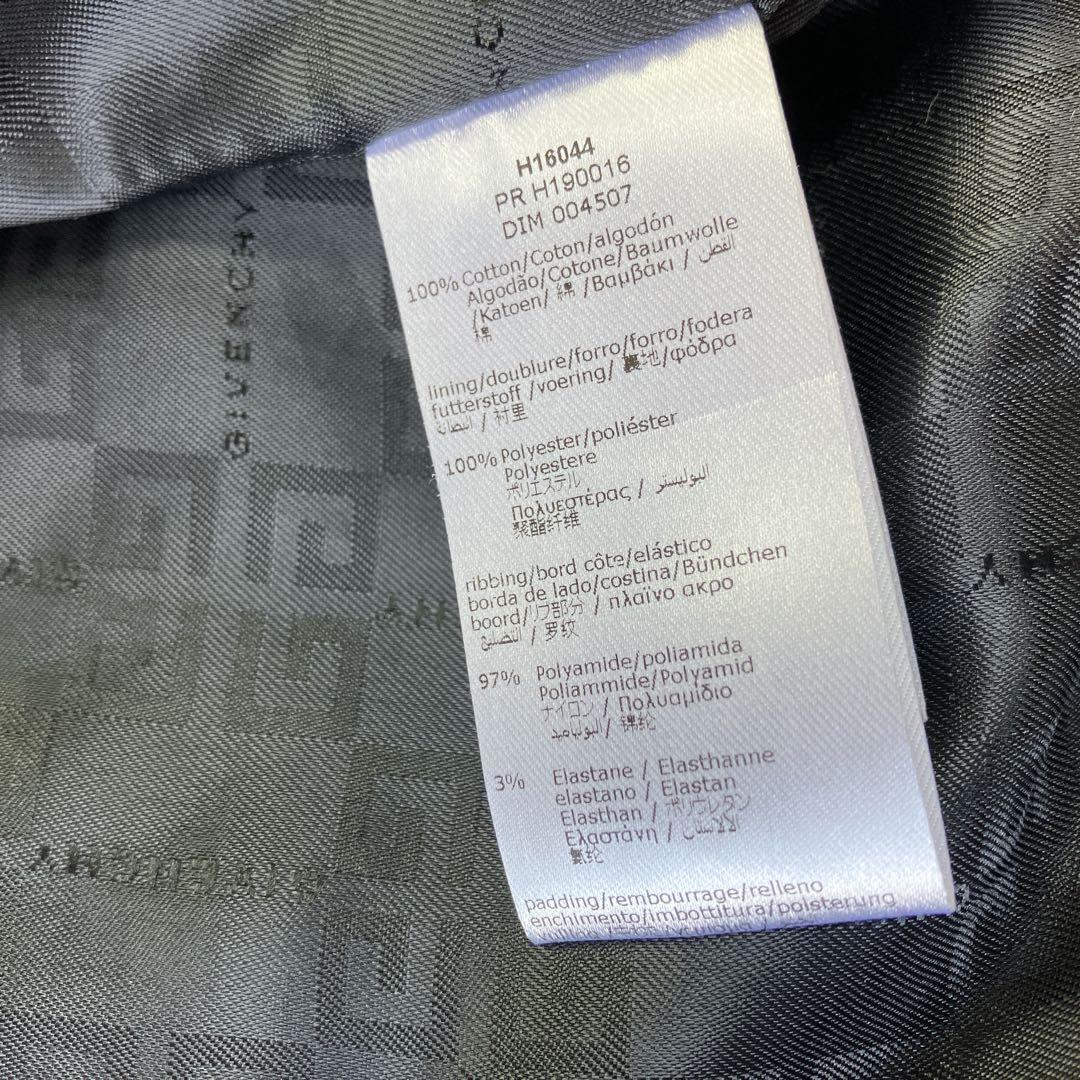 H16044
PR H190016
DIM 004507
100% Cotton/Coton/algodón
Algodão/Cotone/Baumwolle
/Katoen/ 綿 /Βαμβάκι / القطن
棉
lining/doublure/forro/forro/fodera
futterstoff /voering/ 裏地/φόδρα
البطانة / 衬里
100% Polyester/poliéster
Polyestere
ポリエステル
Πολυεστέρας / البوليستر
聚酯纤维
ribbing/bord côte/elástico
borda de lado/costina/Bündchen
boord/リブ部分 / πλαϊνο ακρο
التضليع / 罗纹
97% Polyamide/poliamida
Poliammide/Polyamid
ナイロン / Πολυαμίδιο
/ 锦纶
3% Elastane / Elasthanne
elastano / Elastan
Elasthan / ポリウレタン
Ελαστάνη /
氨纶
padding/rembourrage/relleno
enchimento/imbottitura/polsterung
GIVENCHY
GIVENCHY